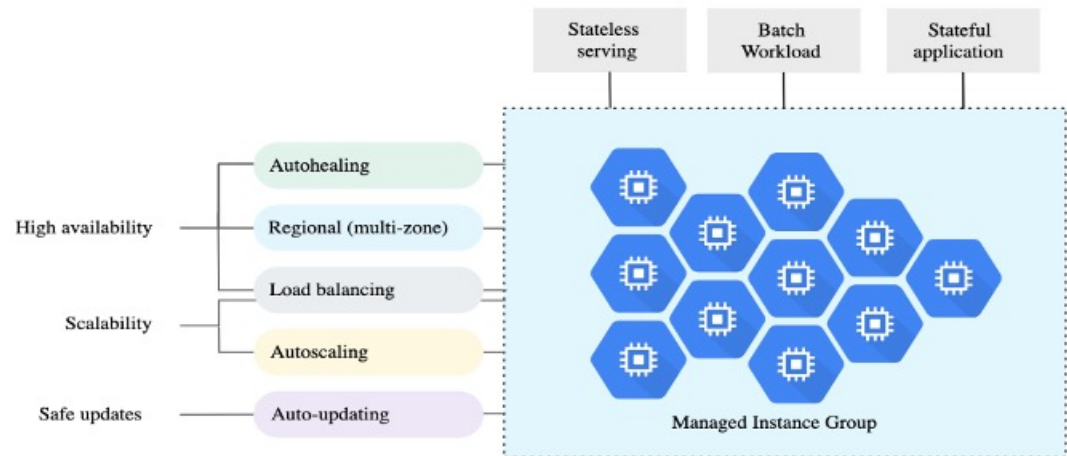 Stateless
serving
Batch
Workload
Stateful
application
Autohealing
High availability
Regional (multi-zone)
Load balancing
Scalability
Autoscaling
Safe updates
Auto-updating
Managed Instance Group